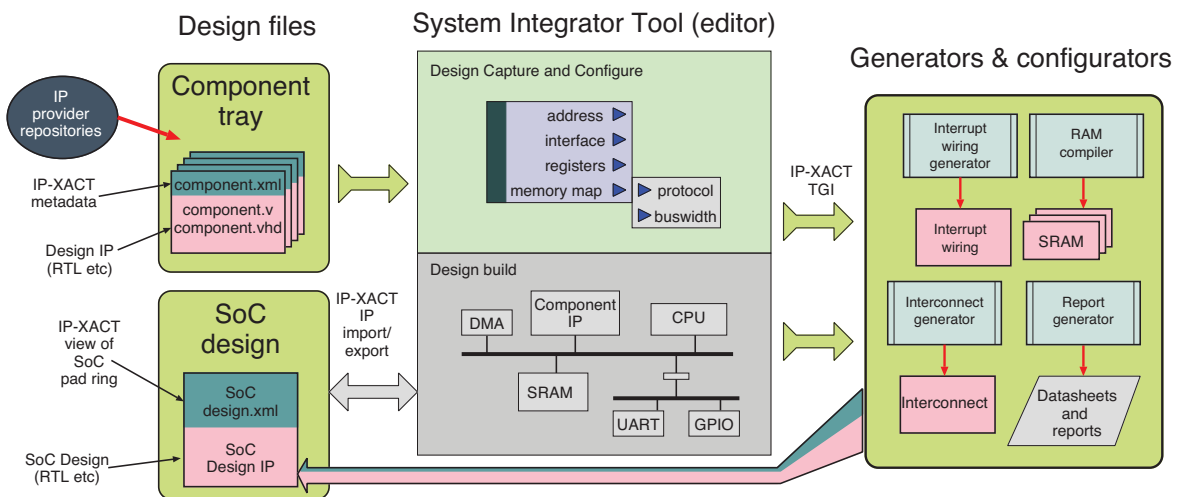 Design files
System Integrator Tool (editor)
Generators & configurators
IP
provider
repositories
Component
tray
component.xml
component.v
component.vhd
IP-XACT
metadata
Design IP
(RTL etc)
Design Capture and Configure
address
interface
registers
memory map
protocol
buswidth
IP-XACT
TGI
Interrupt
wiring
generator
RAM
compiler
Interrupt
wiring
SRAM
Interconnect
generator
Report
generator
Interconnect
Datasheets
and
reports
SoC
design
IP-XACT
view of
SoC
pad ring
SoC
design.xml
SoC
Design IP
SoC Design
(RTL etc)
IP-XACT
IP
import/
export
Design build
DMA
Component
IP
CPU
SRAM
UART
GPIO